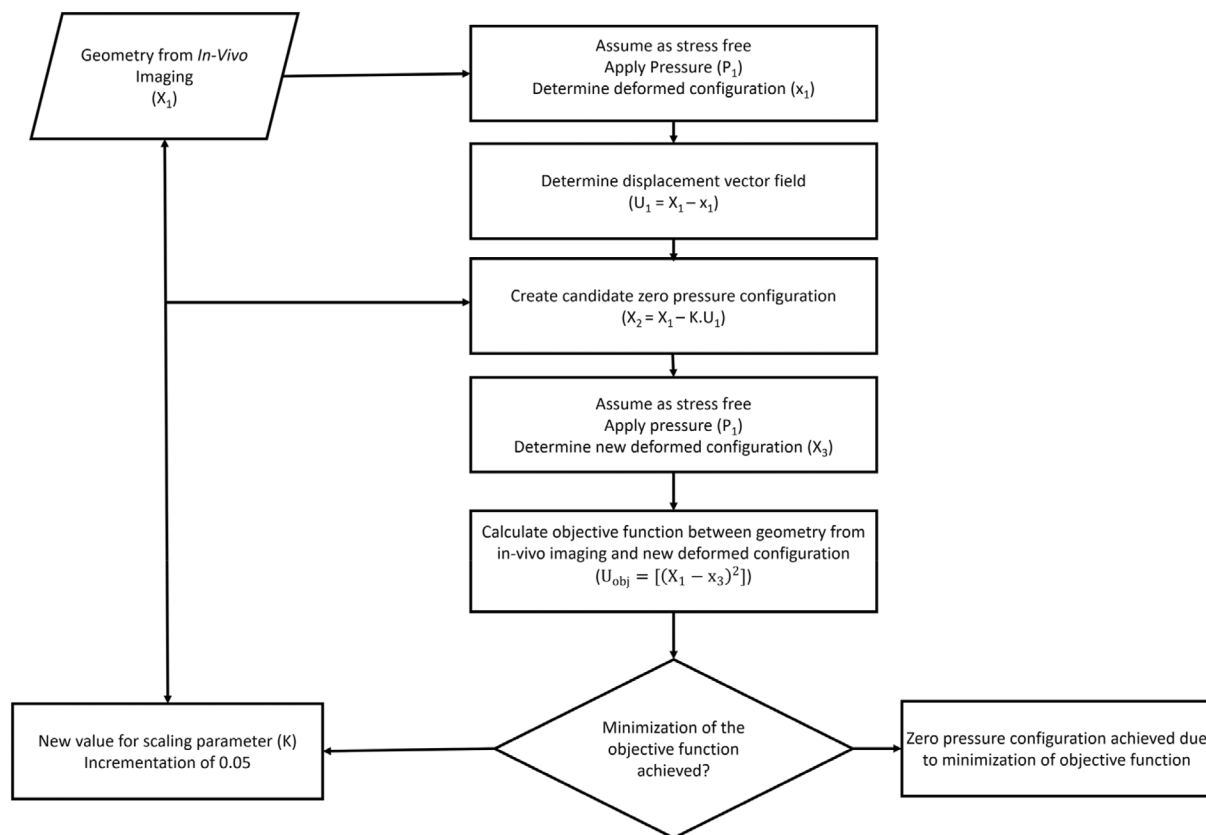 Geometry from In-Vivo
Imaging
(X₁)
Assume as stress free
Apply Pressure (P₁)
Determine deformed configuration (x₁)
Determine displacement vector field
(U₁ = X₁ – x₁)
Create candidate zero pressure configuration
(X₂ = X₁ – K.U₁)
Assume as stress free
Apply pressure (P₁)
Determine new deformed configuration (X₃)
Calculate objective function between geometry from
in-vivo imaging and new deformed configuration
(U_obj = [(X₁ − x₃)²])
Minimization of the
objective function
achieved?
New value for scaling parameter (K)
Incrementation of 0.05
Zero pressure configuration achieved due
to minimization of objective function